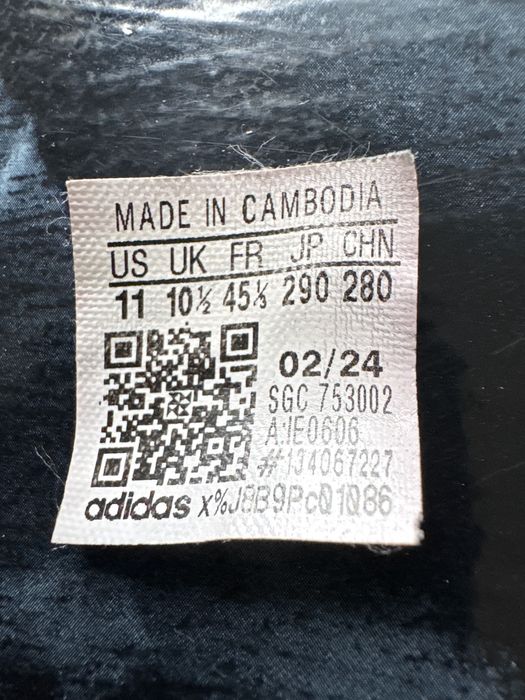 MADE IN CAMBODIA
US UK FR JP CHN
11 10½ 45⅓ 290 280
02/24
SGC 753002
A:IE0606
#134067227
adidas x%J8B9Pc01086